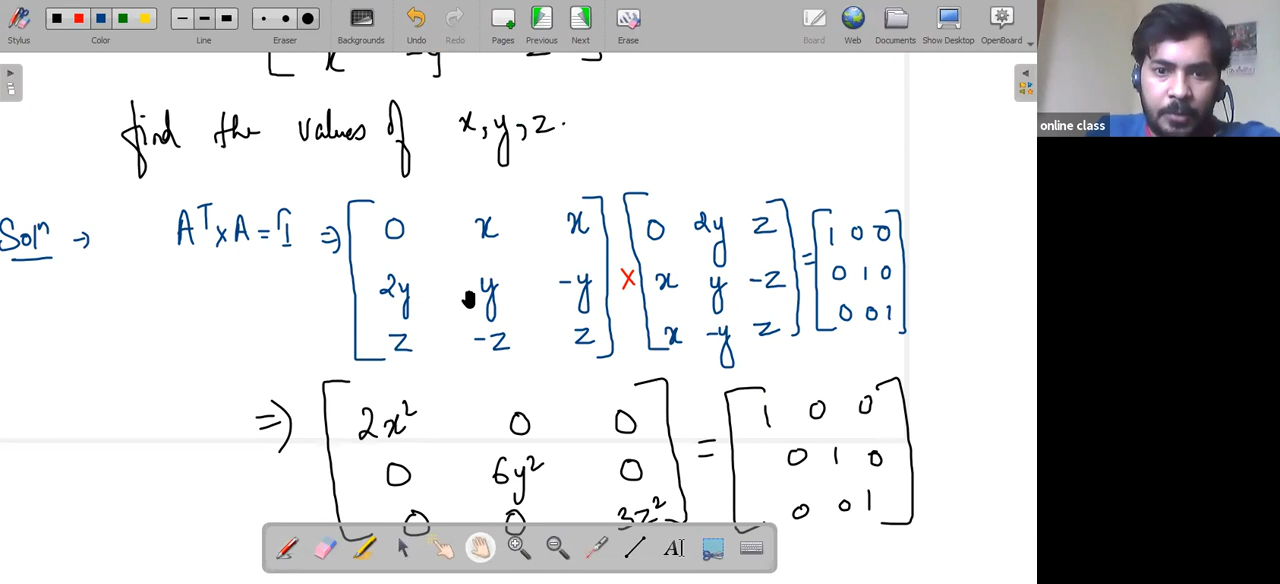 Stylus
Color
Line
Eraser
Backgrounds
Undo
Redo
Pages
Previous
Next
Erase
Board
Web
Documents
Show Desktop
OpenBoard
online class
x -y z
find the values of x, y, z.
Solⁿ → Aᵀ x A = I ⇒ [0 x x] × [0 2y z] = [1 0 0]
[2y y -y] [x y -z] [0 1 0]
[z -z z] [x -y z] [0 0 1]
⇒ [2x² 0 0] = [1 0 0]
[0 6y² 0] [0 1 0]
[0 0 3z²] [0 0 1]
AI